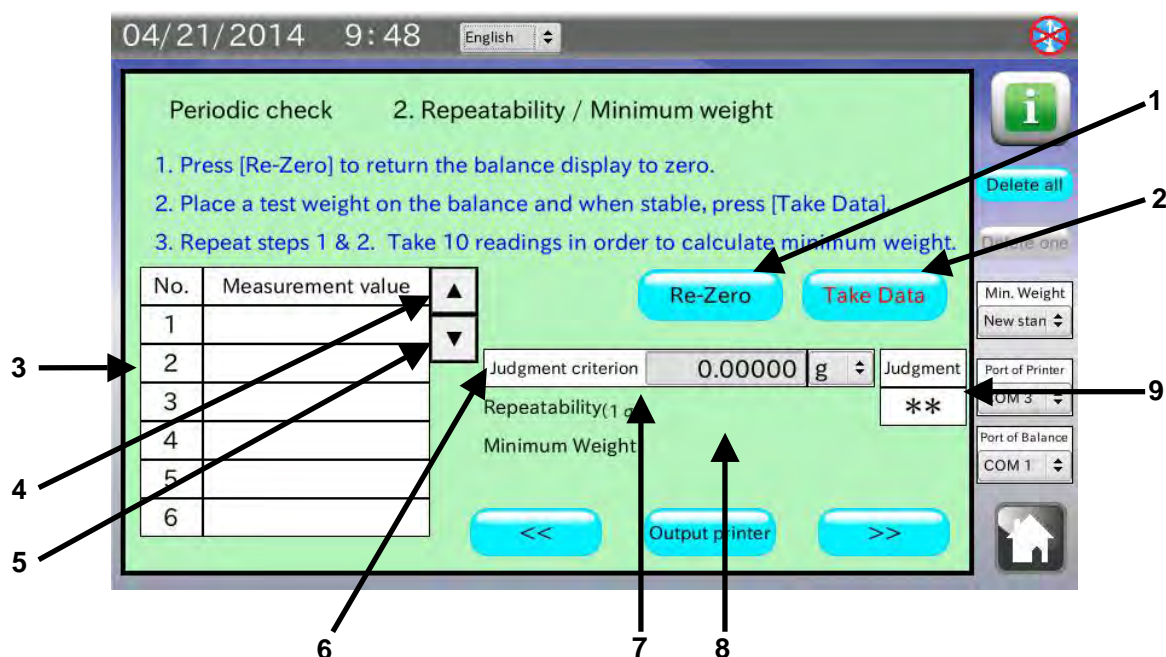 04/21/2014 9:48 English
Periodic check 2. Repeatability / Minimum weight
1. Press [Re-Zero] to return the balance display to zero.
2. Place a test weight on the balance and when stable, press [Take Data].
3. Repeat steps 1 & 2. Take 10 readings in order to calculate minimum weight.
i
Delete all
Delete one
No. Measurement value ▲
▼
1
2
3
4
5
6
Re-Zero Take Data
Judgment criterion 0.00000 g Judgment
Repeatability(1 σ
**
Minimum Weight
<< Output printer >>
Min. Weight
New stan
Port of Printer
COM 3
Port of Balance
COM 1
1
2
3
4
5
6
7
8
9